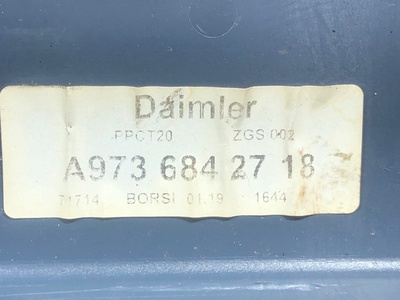 Daimler
PPCT20 ZGS 002
A973 684 27 18
71714 BORSI 01.19 1644